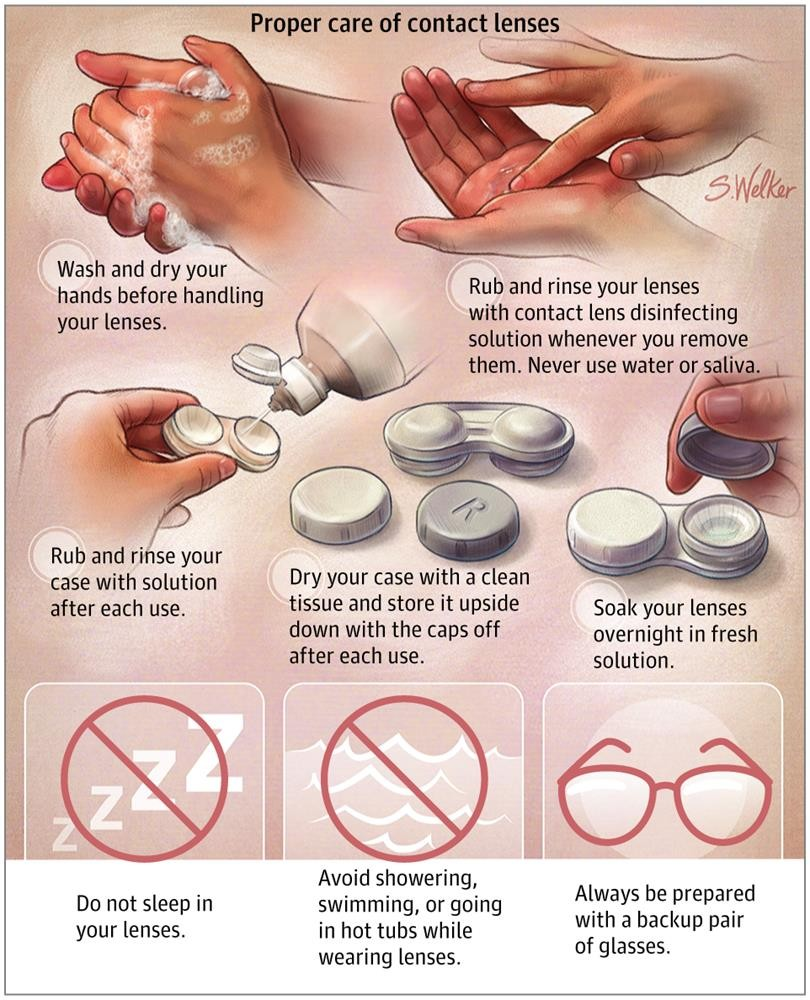 Proper care of contact lenses
S.Welker
Wash and dry your
hands before handling
your lenses.
Rub and rinse your lenses
with contact lens disinfecting
solution whenever you remove
them. Never use water or saliva.
R
Rub and rinse your
case with solution
after each use.
Dry your case with a clean
tissue and store it upside
down with the caps off
after each use.
Soak your lenses
overnight in fresh
solution.
z z z z
Do not sleep in
your lenses.
Avoid showering,
swimming, or going
in hot tubs while
wearing lenses.
Always be prepared
with a backup pair
of glasses.